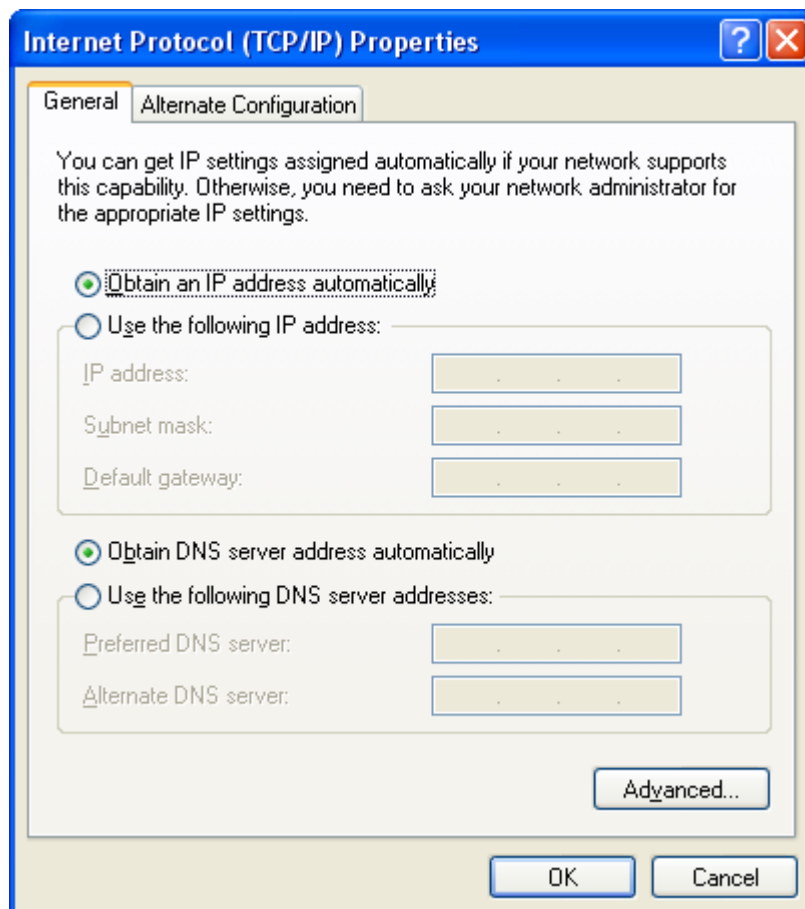 Internet Protocol (TCP/IP) Properties
General
Alternate Configuration
You can get IP settings assigned automatically if your network supports
this capability. Otherwise, you need to ask your network administrator for
the appropriate IP settings.
Obtain an IP address automatically
Use the following IP address:
IP address:
Subnet mask:
Default gateway:
Obtain DNS server address automatically
Use the following DNS server addresses:
Preferred DNS server:
Alternate DNS server:
Advanced...
OK
Cancel